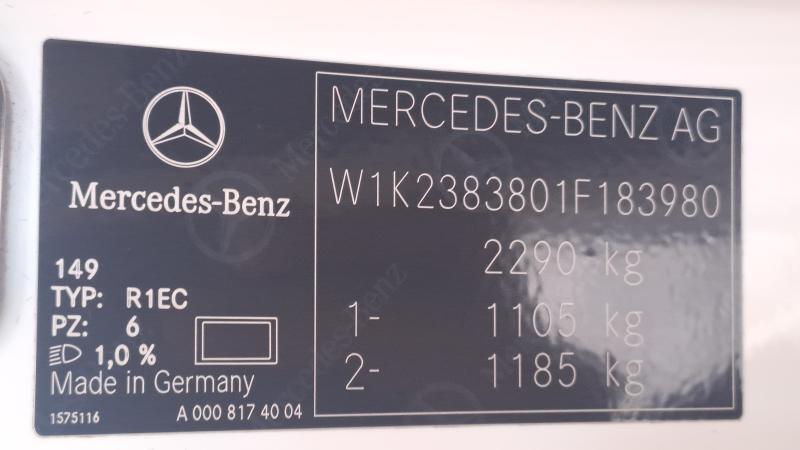 Mercedes-Benz
149
TYP: R1EC
PZ: 6
1,0 %
Made in Germany
1575116 A 000 817 40 04
MERCEDES-BENZ AG
W1K2383801F183980
2290 kg
1- 1105 kg
2- 1185 kg